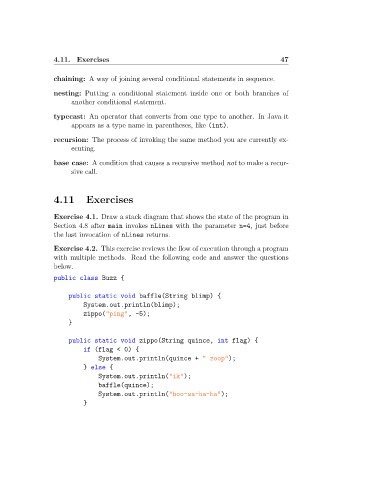 4.11. Exercises 47
chaining: A way of joining several conditional statements in sequence.
nesting: Putting a conditional statement inside one or both branches of
another conditional statement.
typecast: An operator that converts from one type to another. In Java it
appears as a type name in parentheses, like (int).
recursion: The process of invoking the same method you are currently ex-
ecuting.
base case: A condition that causes a recursive method not to make a recur-
sive call.
4.11 Exercises
Exercise 4.1. Draw a stack diagram that shows the state of the program in
Section 4.8 after main invokes nLines with the parameter n=4, just before
the last invocation of nLines returns.
Exercise 4.2. This exercise reviews the flow of execution through a program
with multiple methods. Read the following code and answer the questions
below.
public class Buzz {
public static void baffle(String blimp) {
System.out.println(blimp);
zippo("ping", -5);
}
public static void zippo(String quince, int flag) {
if (flag < 0) {
System.out.println(quince + " zoop");
} else {
System.out.println("ik");
baffle(quince);
System.out.println("boo-wa-ha-ha");
}